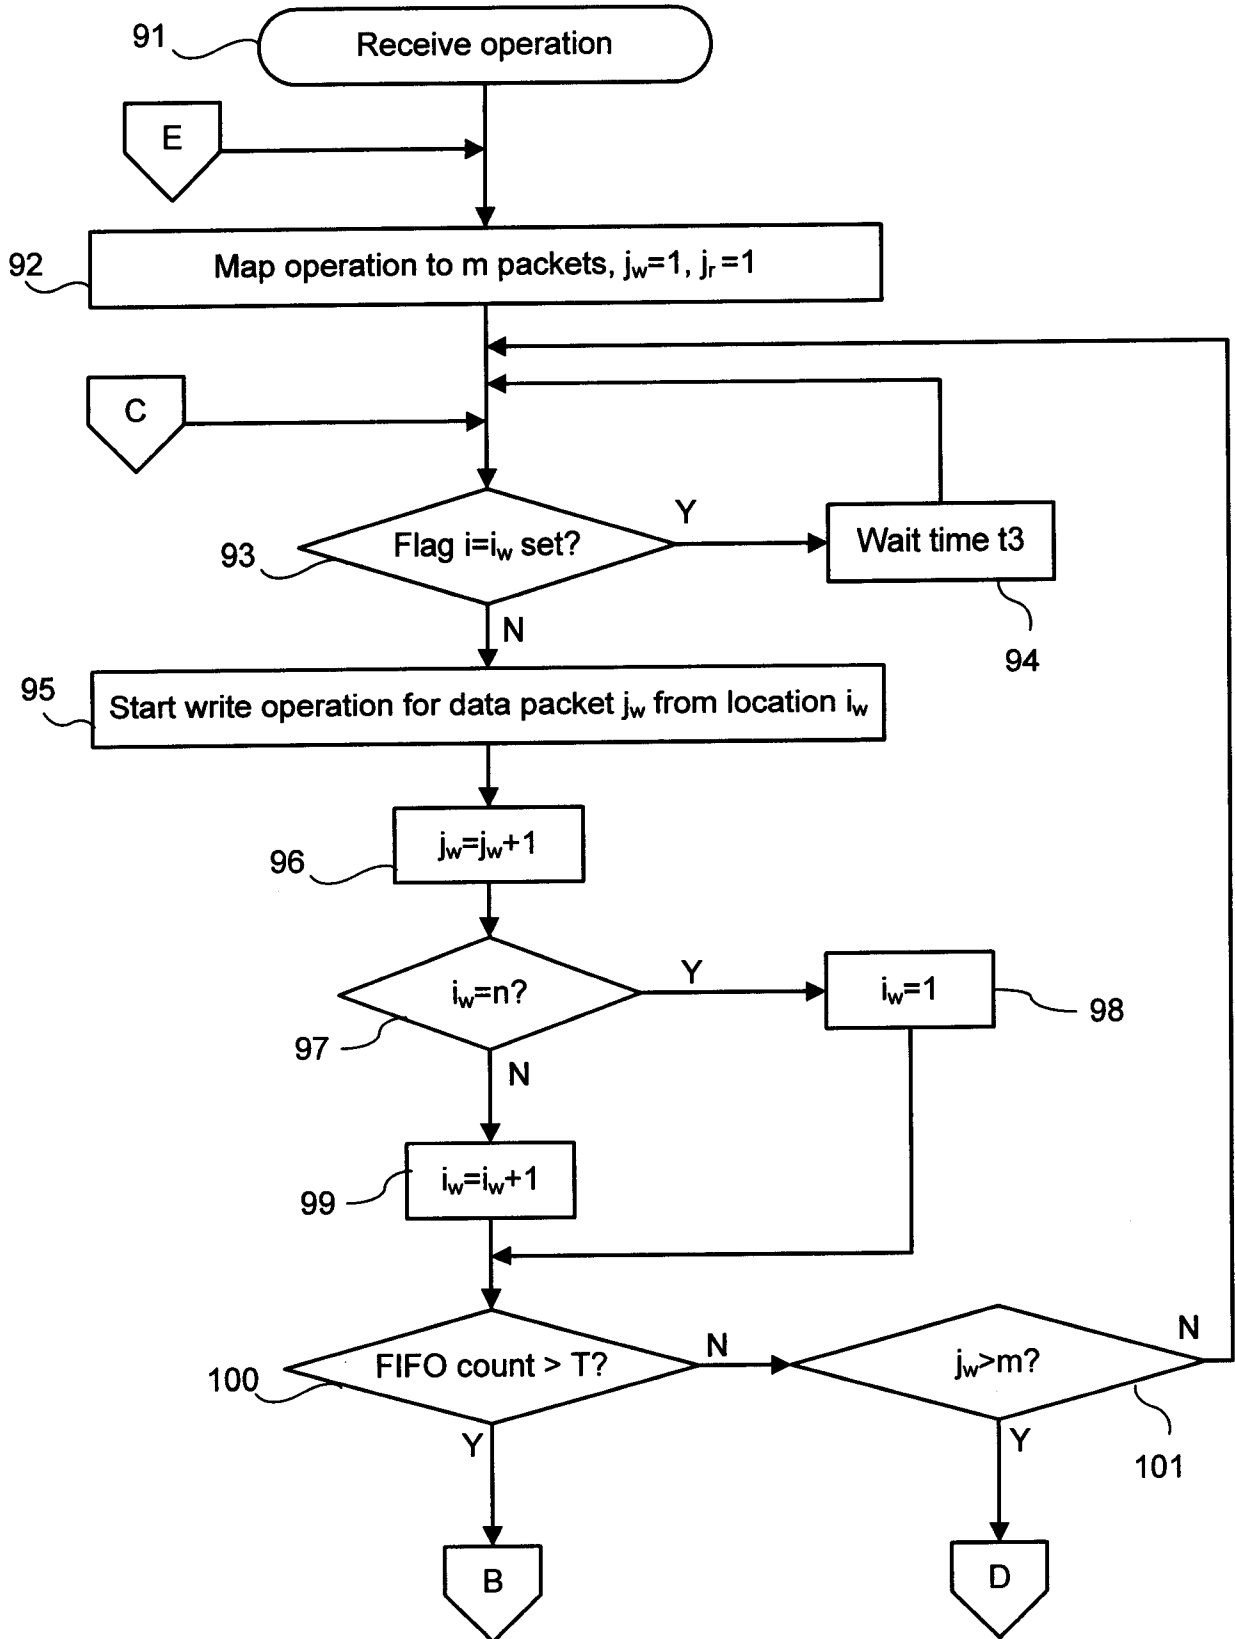 91
Receive operation
E
92
Map operation to m packets, jw=1, jr=1
C
93
Flag i=iw set?
Y
Wait time t3
94
N
95
Start write operation for data packet jw from location iw
96
jw=jw+1
97
iw=n?
Y
iw=1
98
N
99
iw=iw+1
100
FIFO count > T?
N
jw>m?
N
101
Y
Y
B
D